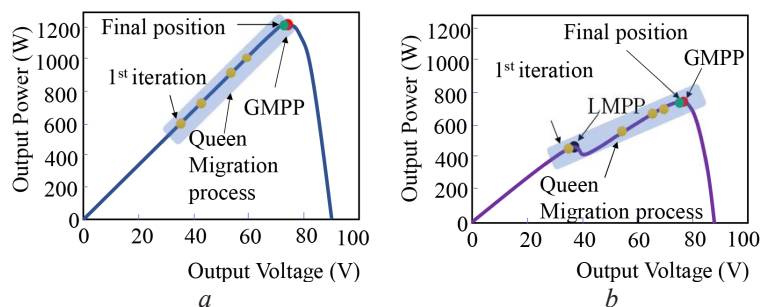 Output Power (W)
1200
1000
800
600
400
200
0
0
20
40
60
80
100
Output Voltage (V)
Final position
1st iteration
GMPP
Queen
Migration
process
a
Output Power (W)
1200
1000
800
600
400
200
0
0
20
40
60
80
100
Output Voltage (V)
Final position
GMPP
1st iteration
LMPP
Queen
Migration process
b